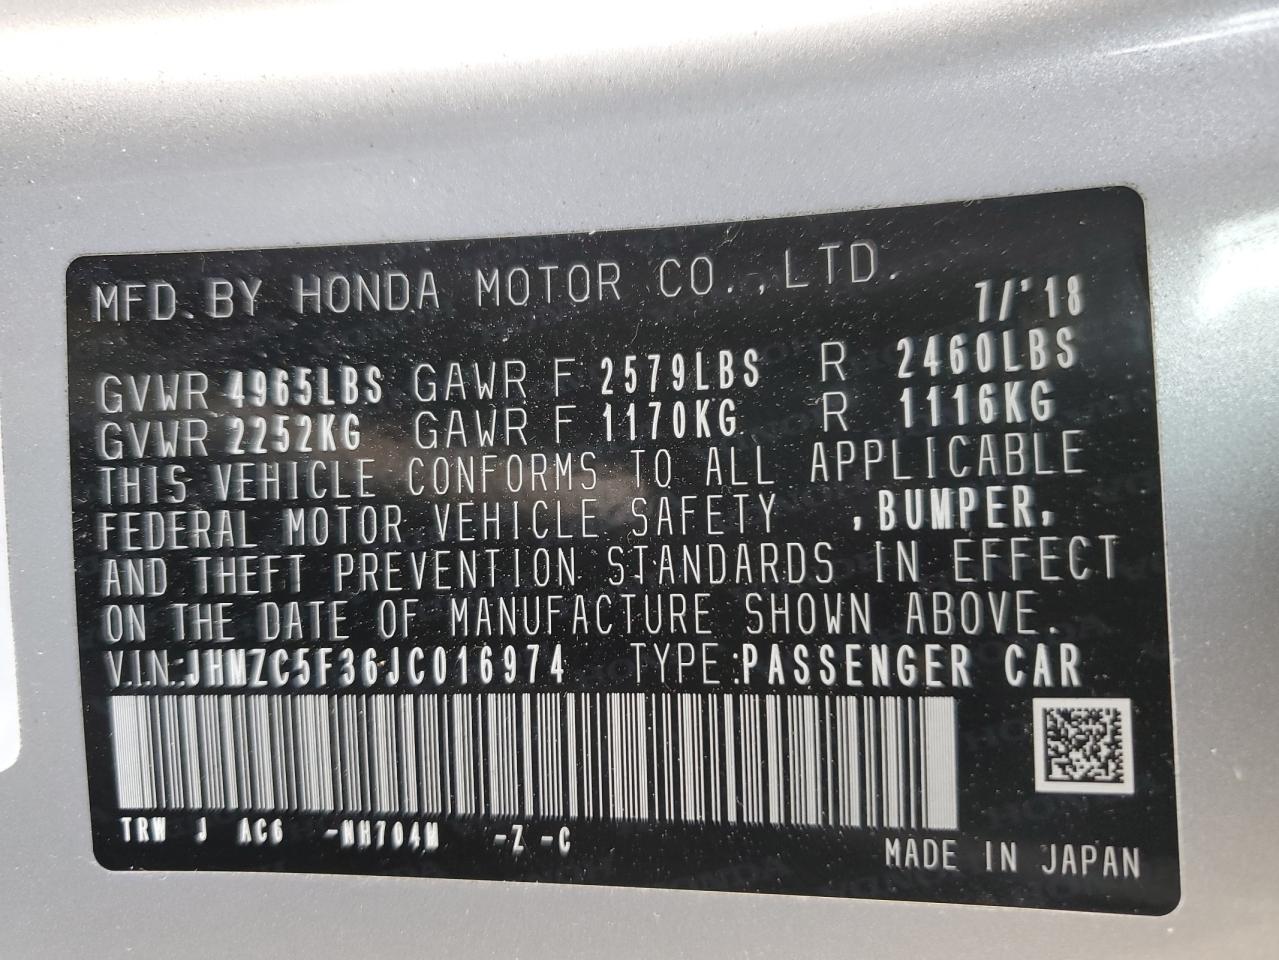 MFD. BY HONDA MOTOR CO., LTD. 7/'18
GVWR 4965LBS GAWR F 2579LBS R 2460LBS
GVWR 2252KG GAWR F 1170KG R 1116KG
THIS VEHICLE CONFORMS TO ALL APPLICABLE
FEDERAL MOTOR VEHICLE SAFETY ,BUMPER,
AND THEFT PREVENTION STANDARDS IN EFFECT
ON THE DATE OF MANUFACTURE SHOWN ABOVE.
V.I.N.:JHMZC5F36JC016974 TYPE:PASSENGER CAR
TRW J AC6 -NH704M -Z -C
MADE IN JAPAN